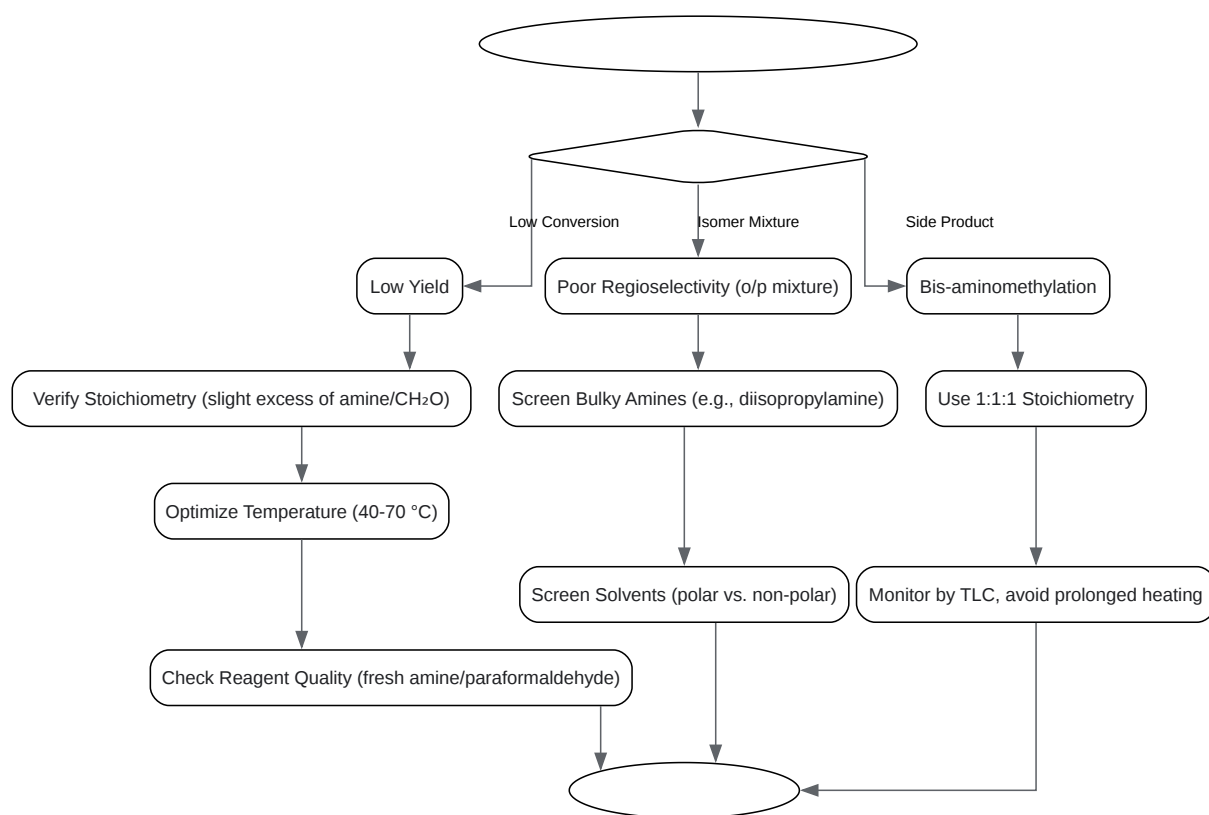 Low Conversion
Isomer Mixture
Side Product
Low Yield
Poor Regioselectivity (o/p mixture)
Bis-aminomethylation
Verify Stoichiometry (slight excess of amine/CH₂O)
Screen Bulky Amines (e.g., diisopropylamine)
Use 1:1:1 Stoichiometry
Optimize Temperature (40-70 °C)
Screen Solvents (polar vs. non-polar)
Monitor by TLC, avoid prolonged heating
Check Reagent Quality (fresh amine/paraformaldehyde)